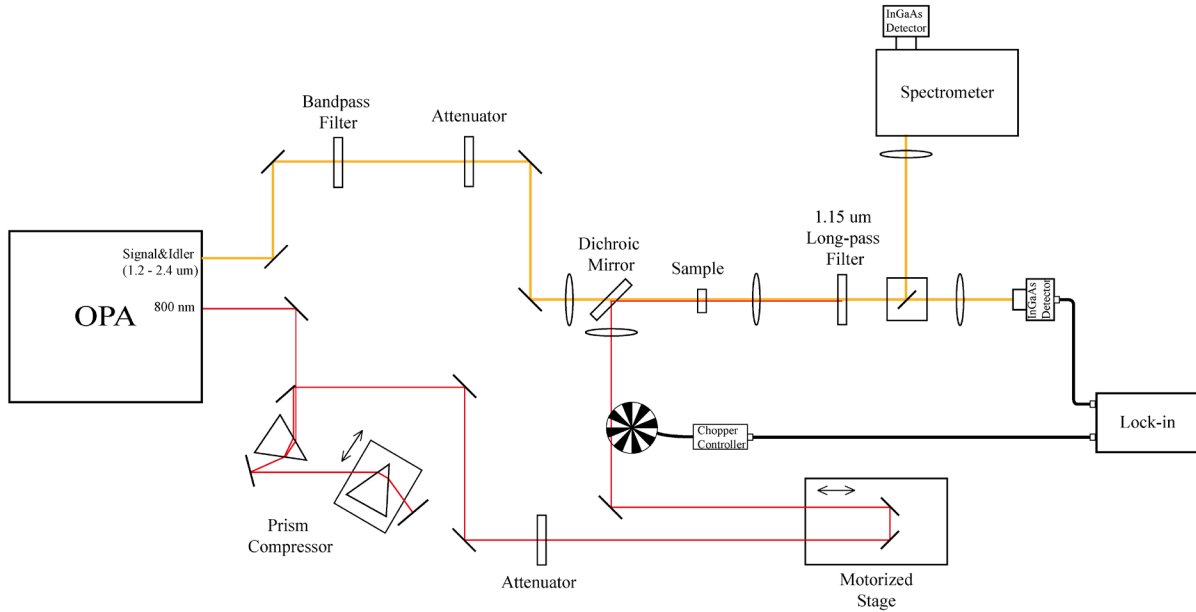 InGaAs
Detector
Spectrometer
Bandpass
Filter
Attenuator
1.15 um
Long-pass
Filter
Dichroic
Mirror
Sample
Signal&Idler
(1.2 - 2.4 um)
800 nm
OPA
InGaAs
Detector
Chopper
Controller
Lock-in
Prism
Compressor
Attenuator
Motorized
Stage